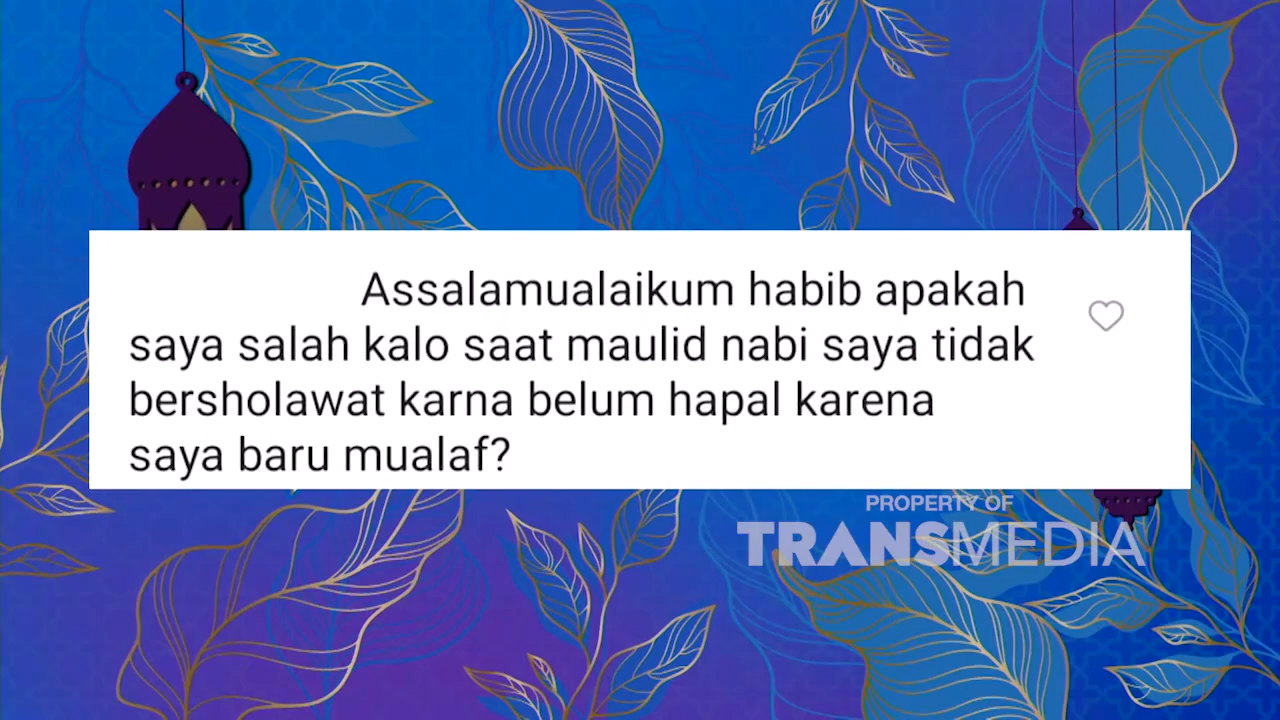 Assalamualaikum habib apakah
saya salah kalo saat maulid nabi saya tidak
bersholawat karna belum hapal karena
saya baru mualaf?
PROPERTY OF
TRANSMEDIA